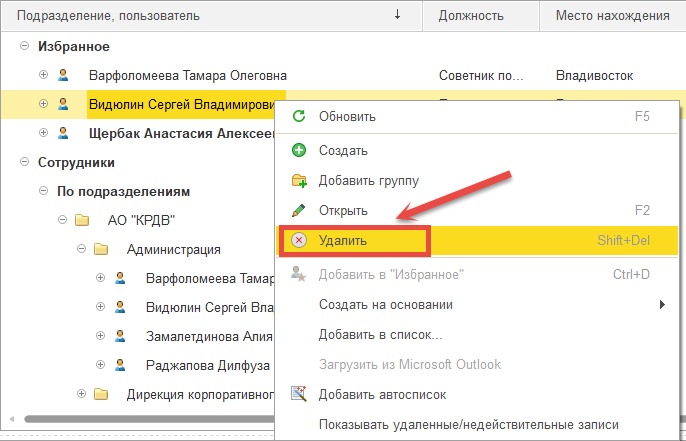 Подразделение, пользователь ↓ Должность Место нахождения
Избранное
Варфоломеева Тамара Олеговна Советник по... Владивосток
Видюлин Сергей Владимирови
Щербак Анастасия Алексее
Сотрудники
По подразделениям
АО "КРДВ"
Администрация
Варфоломеева Тамар
Видюлин Сергей Вла
Замалетдинова Алия
Раджапова Дилфуза
Дирекция корпоративног
Обновить F5
Создать
Добавить группу
Открыть F2
Удалить Shift+Del
Добавить в "Избранное" Ctrl+D
Создать на основании
Добавить в список...
Загрузить из Microsoft Outlook
Добавить автосписок
Показывать удаленные/недействительные записи